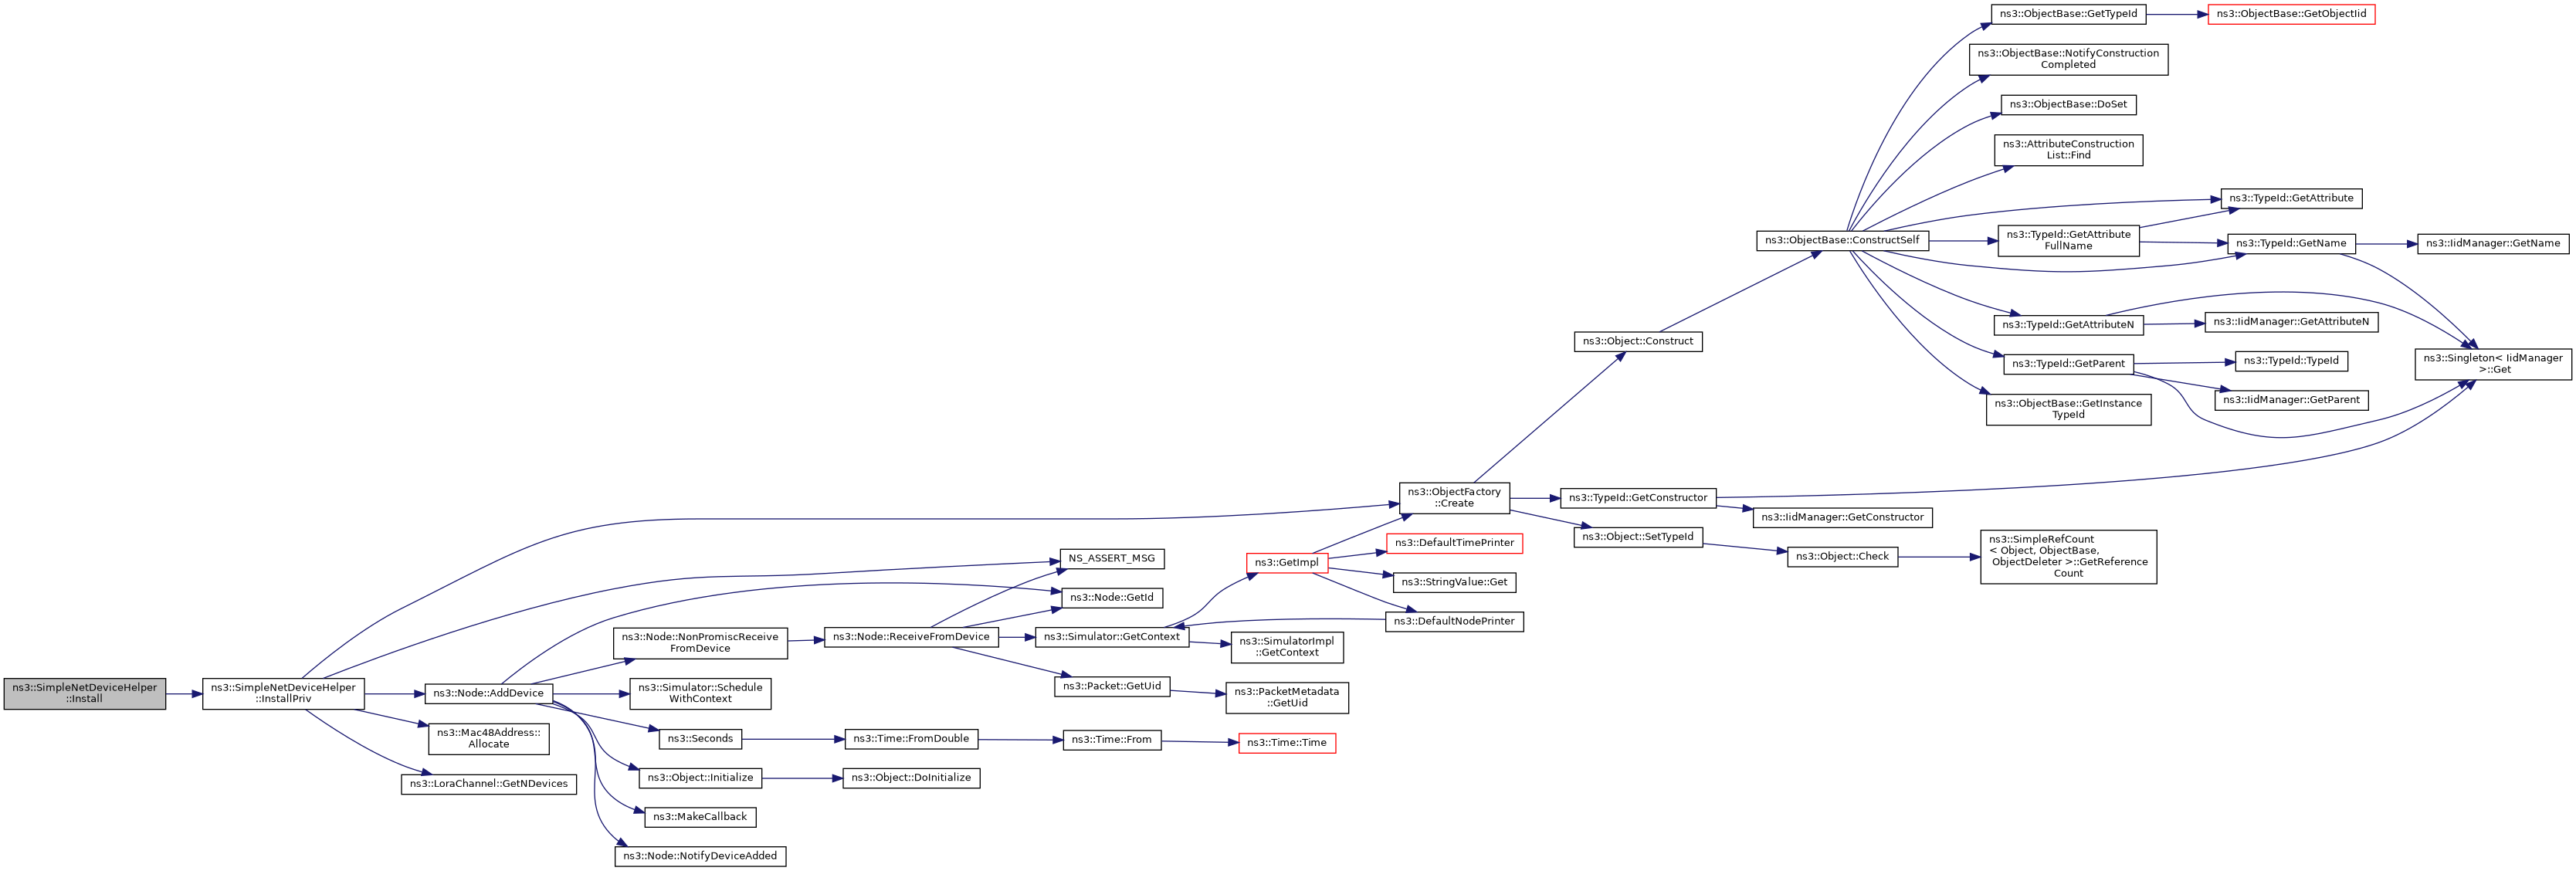 ns3::SimpleNetDeviceHelper
::Install
ns3::SimpleNetDeviceHelper
::InstallPriv
ns3::Node::AddDevice
ns3::Mac48Address::
Allocate
ns3::LoraChannel::GetNDevices
ns3::Node::NonPromiscReceive
FromDevice
ns3::Simulator::Schedule
WithContext
ns3::Seconds
ns3::Object::Initialize
ns3::MakeCallback
ns3::Node::NotifyDeviceAdded
ns3::Node::ReceiveFromDevice
ns3::Time::FromDouble
ns3::Object::DoInitialize
NS_ASSERT_MSG
ns3::Node::GetId
ns3::Simulator::GetContext
ns3::Packet::GetUid
ns3::Time::From
ns3::GetImpl
ns3::SimulatorImpl
::GetContext
ns3::PacketMetadata
::GetUid
ns3::Time::Time
ns3::ObjectFactory
::Create
ns3::DefaultTimePrinter
ns3::StringValue::Get
ns3::DefaultNodePrinter
ns3::Object::Construct
ns3::TypeId::GetConstructor
ns3::Object::SetTypeId
ns3::ObjectBase::ConstructSelf
ns3::IidManager::GetConstructor
ns3::Object::Check
ns3::ObjectBase::GetTypeId
ns3::ObjectBase::NotifyConstruction
Completed
ns3::ObjectBase::DoSet
ns3::AttributeConstruction
List::Find
ns3::TypeId::GetAttribute
FullName
ns3::TypeId::GetAttributeN
ns3::TypeId::GetParent
ns3::ObjectBase::GetInstance
TypeId
ns3::SimpleRefCount
< Object, ObjectBase,
ObjectDeleter >::GetReference
Count
ns3::ObjectBase::GetObjectIid
ns3::TypeId::GetAttribute
ns3::TypeId::GetName
ns3::IidManager::GetAttributeN
ns3::TypeId::TypeId
ns3::IidManager::GetParent
ns3::IidManager::GetName
ns3::Singleton< IidManager
>::Get